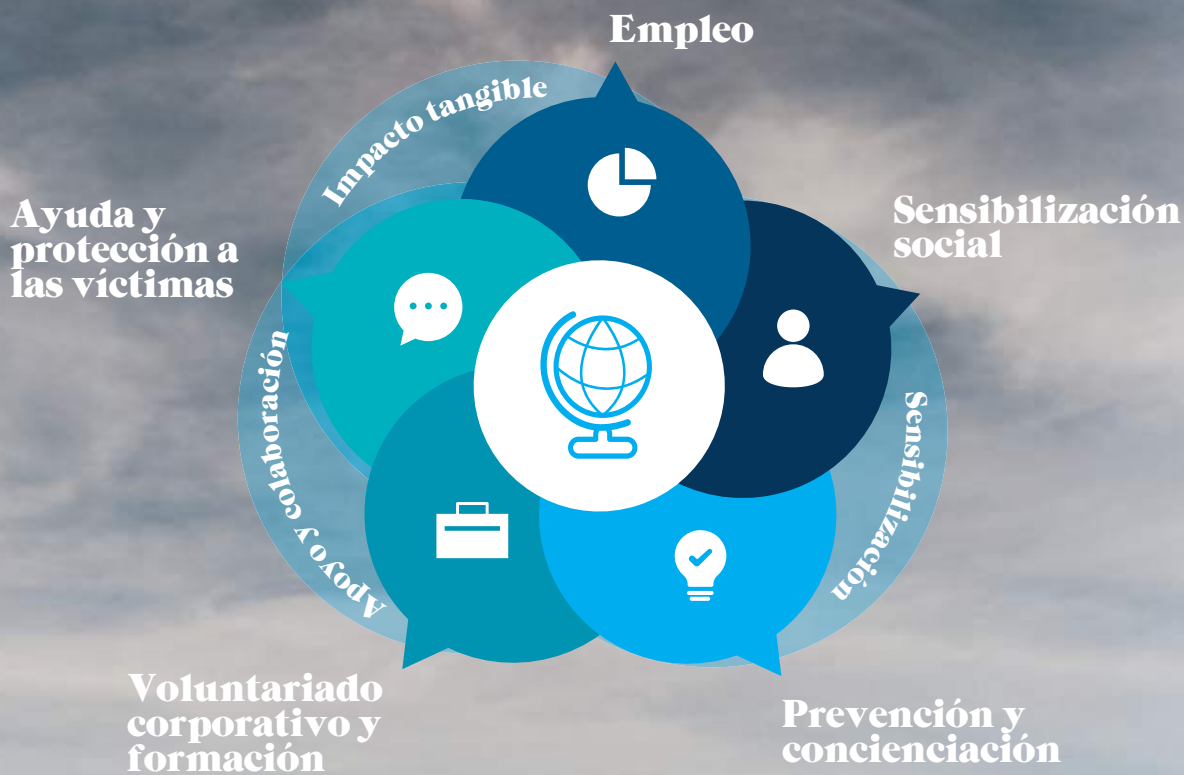 Empleo
Impacto tangible
Ayuda y
protección a
las víctimas
Sensibilización
social
Apoyo y colaboración
Sensibilización
Voluntariado
corporativo y
formación
Prevención y
concienciación